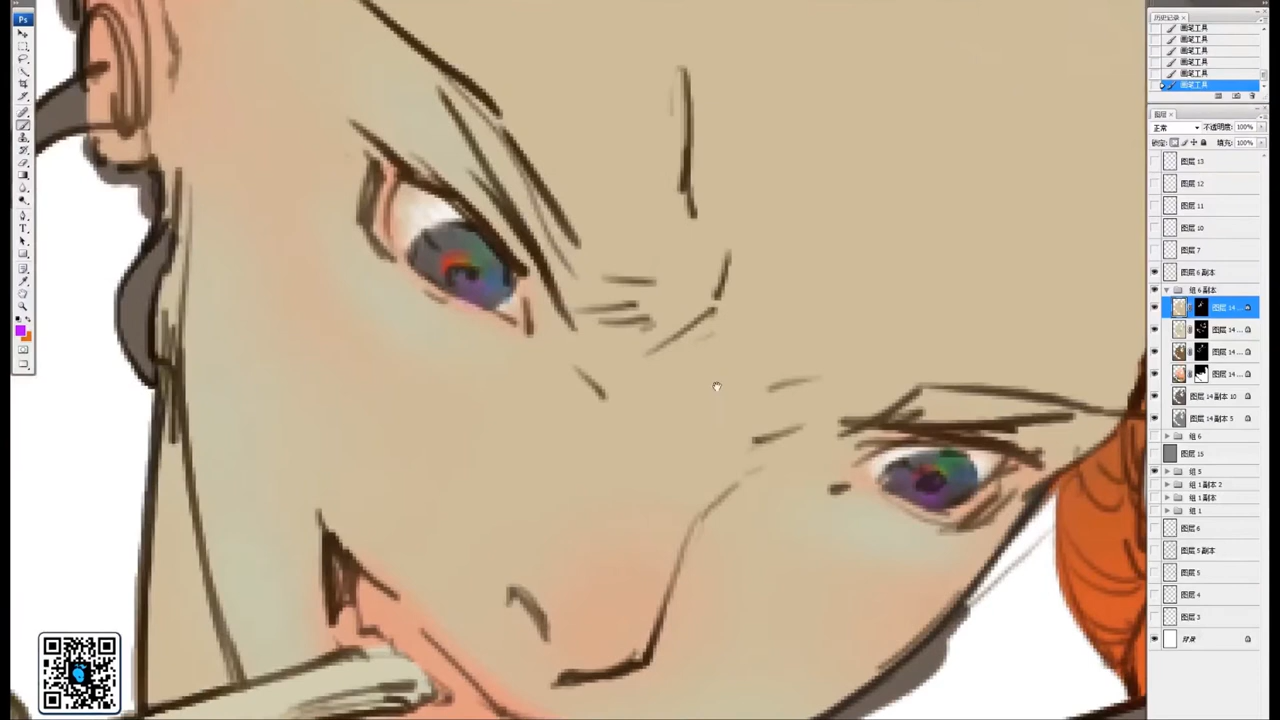 Ps
历史记录
画笔工具
画笔工具
画笔工具
画笔工具
画笔工具
画笔工具
图层
正常
不透明度: 100%
锁定:
填充: 100%
图层 13
图层 12
图层 11
图层 10
图层 7
图层 6 副本
组 6 副本
图层 14...
图层 14...
图层 14...
图层 14...
图层 14 副本 10
图层 14 副本 5
组 6
图层 15
组 5
组 1 副本 2
组 1 副本
组 1
图层 6
图层 5 副本
图层 5
图层 4
图层 3
背景